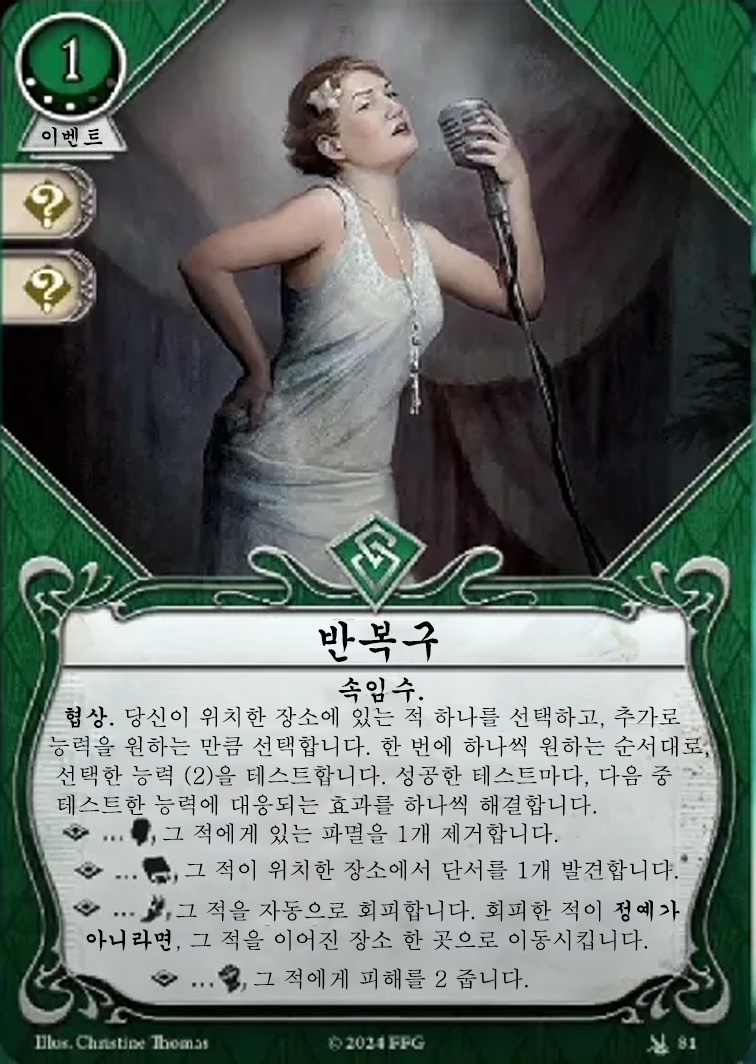 1
이벤트
반복구
속임수.
협상. 당신이 위치한 장소에 있는 적 하나를 선택하고, 추가로
능력을 원하는 만큼 선택합니다. 한 번에 하나씩 원하는 순서대로,
선택한 능력 (2)을 테스트합니다. 성공한 테스트마다, 다음 중
테스트한 능력에 대응되는 효과를 하나씩 해결합니다.
... , 그 적에게 있는 파멸을 1개 제거합니다.
... , 그 적이 위치한 장소에서 단서를 1개 발견합니다.
... , 그 적을 자동으로 회피합니다. 회피한 적이 정예가
아니라면, 그 적을 이어진 장소 한 곳으로 이동시킵니다.
... , 그 적에게 피해를 2 줍니다.
Illus. Christine Thomas © 2024 FFG 81